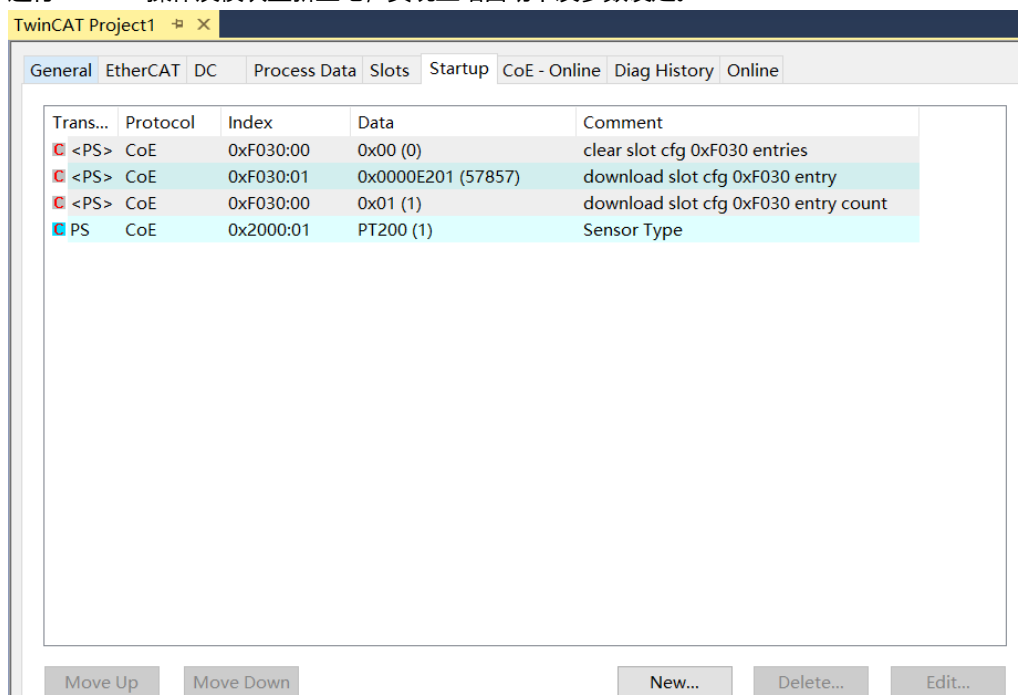 TwinCAT Project1
General EtherCAT DC Process Data Slots Startup CoE - Online Diag History Online
Trans... Protocol Index Data Comment
C <PS> CoE 0xF030:00 0x00 (0) clear slot cfg 0xF030 entries
C <PS> CoE 0xF030:01 0x0000E201 (57857) download slot cfg 0xF030 entry
C <PS> CoE 0xF030:00 0x01 (1) download slot cfg 0xF030 entry count
C PS CoE 0x2000:01 PT200 (1) Sensor Type
Move Up Move Down New... Delete... Edit...